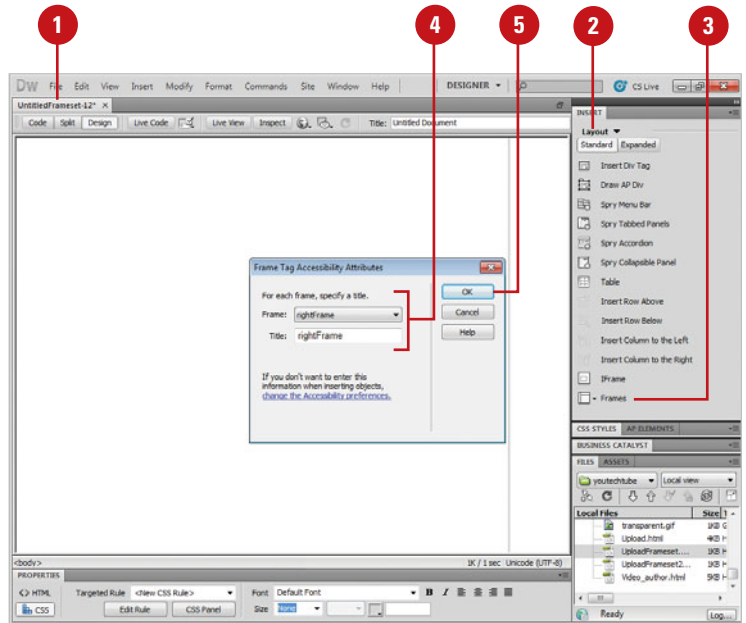 1 4 5 2 3
DW File Edit View Insert Modify Format Commands Site Window Help DESIGNER CS Live
UntitledFrameset-12* ×
Code Split Design Live Code Live View Inspect Title: Untitled Document
INSERT
Layout
Standard Expanded
Insert Div Tag
Draw AP Div
Spry Menu Bar
Spry Tabbed Panels
Spry Accordion
Spry Collapsible Panel
Table
Insert Row Above
Insert Row Below
Insert Column to the Left
Insert Column to the Right
IFrame
Frames
Frame Tag Accessibility Attributes
For each frame, specify a title.
Frame: rightFrame
Title: rightFrame
OK
Cancel
Help
If you don't want to enter this
information when inserting objects,
change the Accessibility preferences.
CSS STYLES AP ELEMENTS
BUSINESS CATALYST
FILES ASSETS
youtechtube Local view
Local Files Size
transparent.gif 1KB G
Upload.html 4KB H
UploadFrameset.... 1KB H
UploadFrameset2... 1KB H
Video_author.html 5KB H
Ready Log...
<body> 1K / 1 sec Unicode (UTF-8)
PROPERTIES
<> HTML Targeted Rule <New CSS Rule> Font Default Font B I
CSS Edit Rule CSS Panel Size None